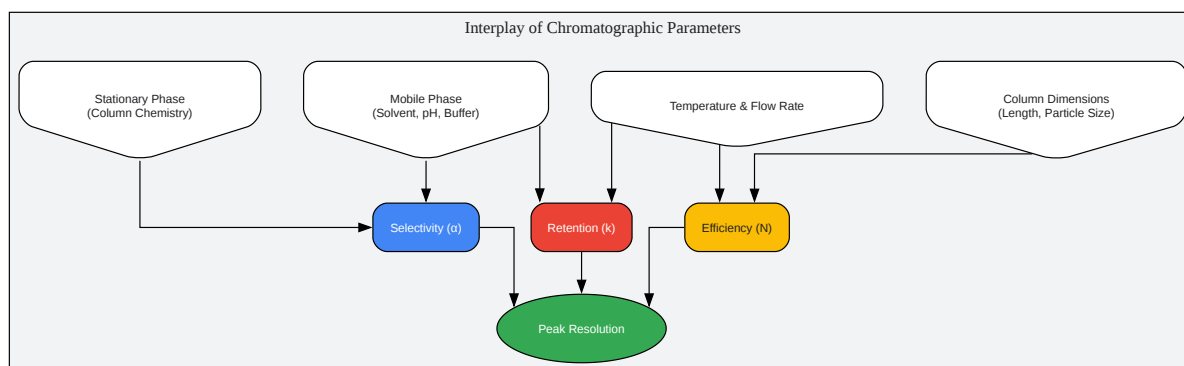 Interplay of Chromatographic Parameters
Stationary Phase
(Column Chemistry)
Mobile Phase
(Solvent, pH, Buffer)
Temperature & Flow Rate
Column Dimensions
(Length, Particle Size)
Selectivity (α)
Retention (k)
Efficiency (N)
Peak Resolution